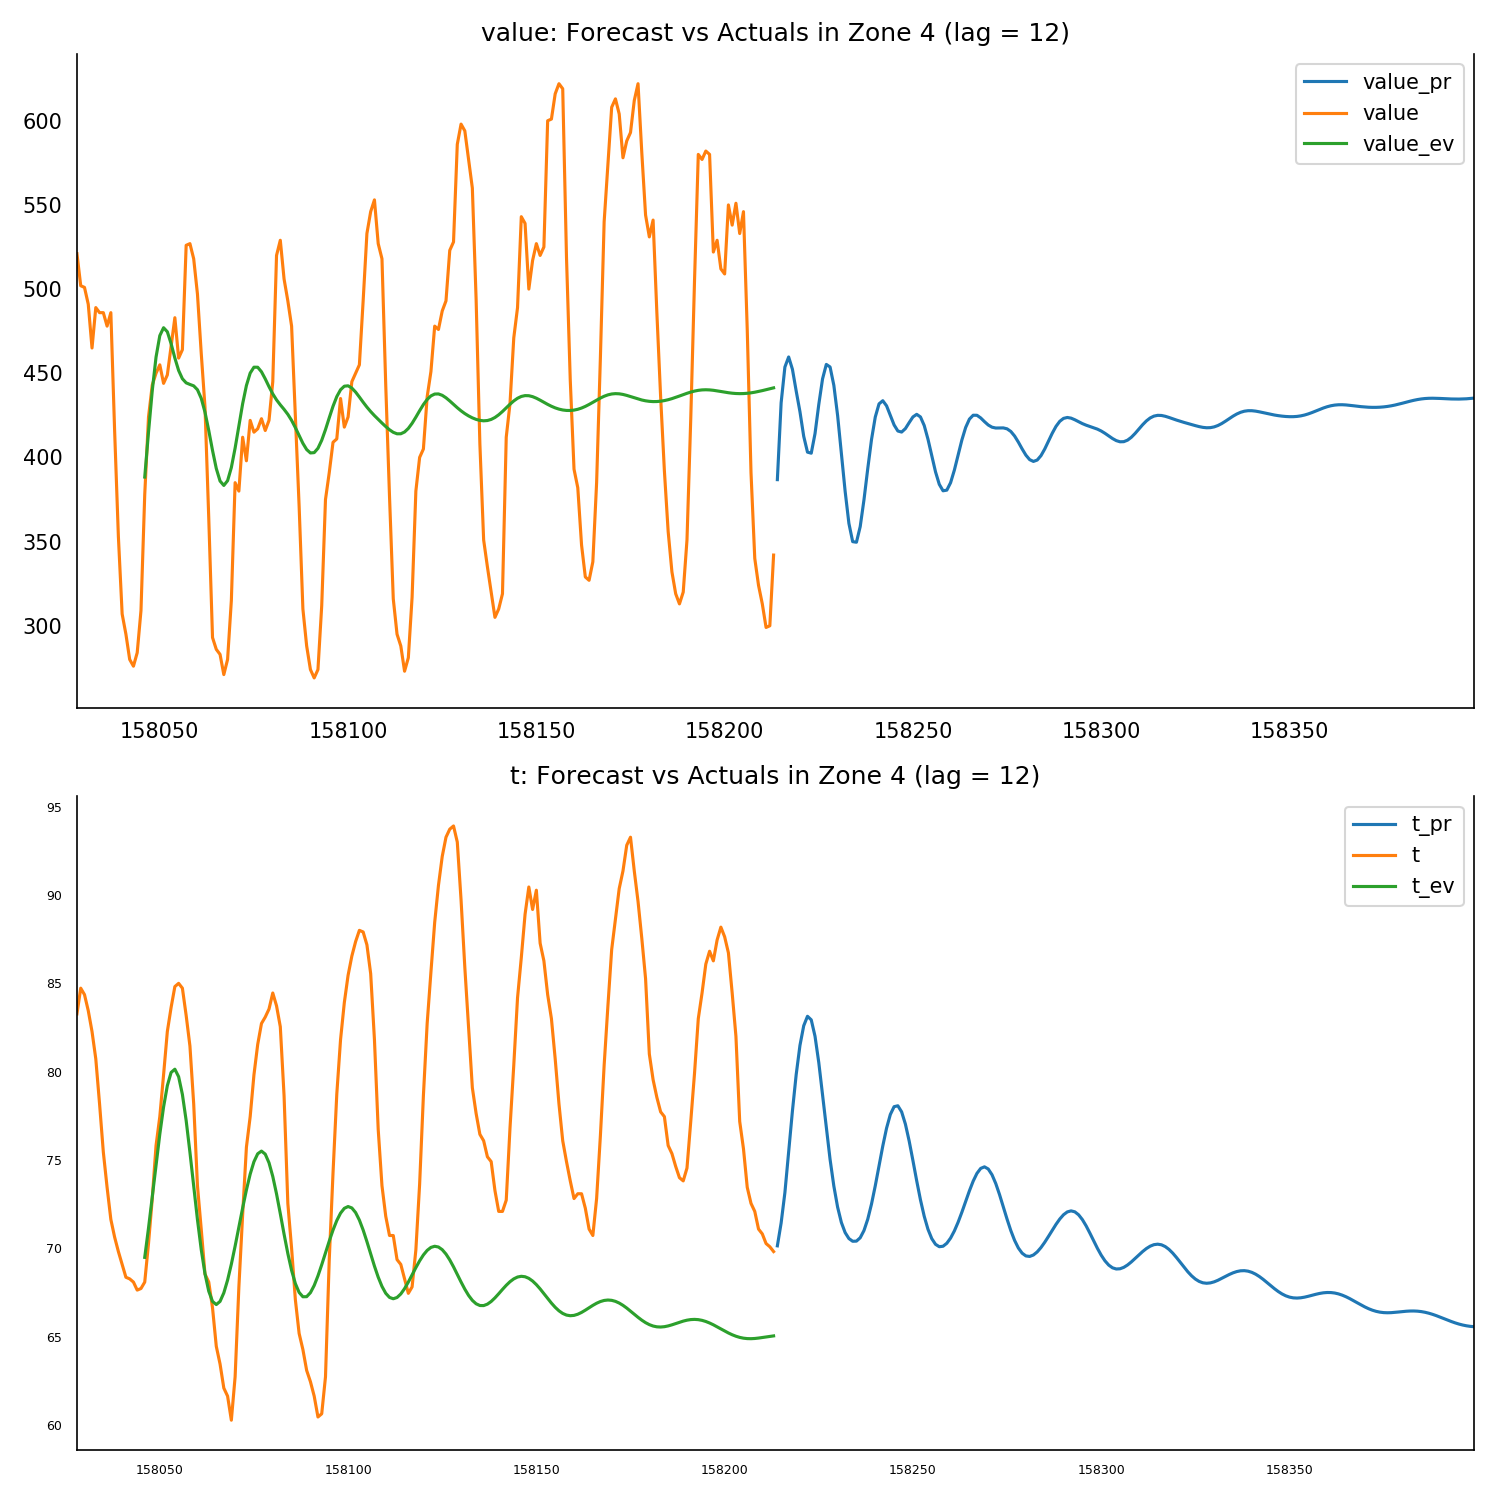 value: Forecast vs Actuals in Zone 4 (lag = 12)
value_pr
value
value_ev
600
550
500
450
400
350
300
158050 158100 158150 158200 158250 158300 158350
t: Forecast vs Actuals in Zone 4 (lag = 12)
t_pr
t
t_ev
95
90
85
80
75
70
65
60
158050 158100 158150 158200 158250 158300 158350